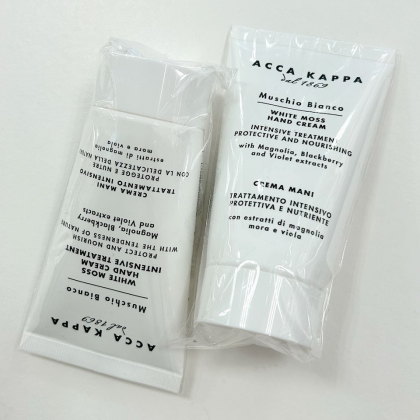 ACCA KAPPA
dal 1869
Muschio Bianco
WHITE MOSS
HAND CREAM
INTENSIVE TREATMEN
PROTECTIVE AND NOURISHING
with Magnolia, Blackberry
and Violet extracts
CREMA MANI
TRATTAMENTO INTENSIVO
PROTETTIVA E NUTRIENTE
con estratti di magnolia
mora e viola
ACCA KAPPA
dal 1869
Muschio Bianco
WHITE MOSS
HAND CREAM
INTENSIVE TREATMENT
PROTECT AND NOURISH
WITH THE TENDERNESS OF NATURE
Magnolia, Blackberry
and Violet extracts
CREMA MANI
TRATTAMENTO INTENSIVO
PROTEGGE E NUTRE
CON LA DELICATEZZA DELLA
estratti di magnolia
mora e viola